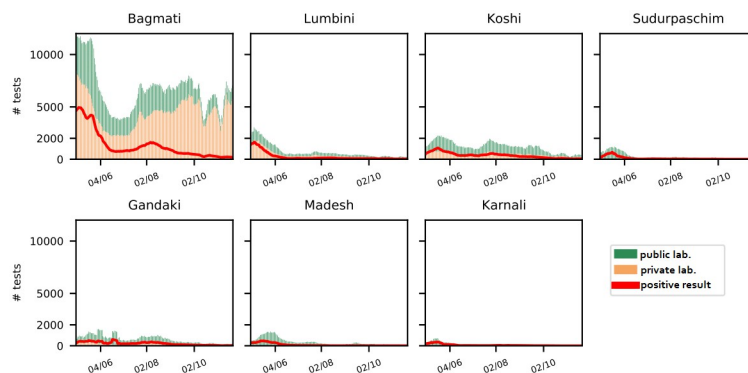 Bagmati Lumbini Koshi Sudurpaschim
10000
5000
2000
0
# tests
04/06 02/08 02/10 04/06 02/08 02/10 04/06 02/08 02/10 04/06 02/08 02/10
Gandaki Madesh Karnali
10000
5000
2000
0
# tests
04/06 02/08 02/10 04/06 02/08 02/10 04/06 02/08 02/10
public lab.
private lab.
positive result